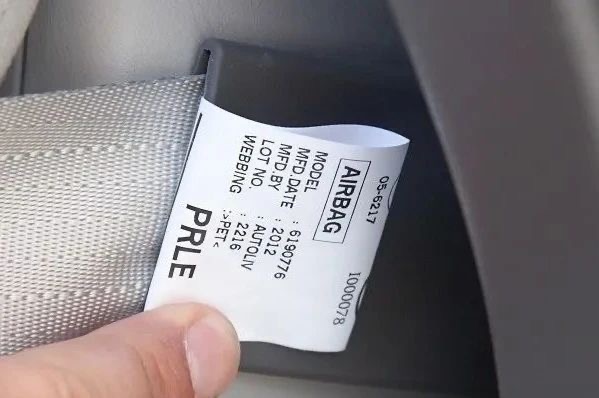 05-6217
1000078
AIRBAG
MODEL : 6190776
MFD.DATE : 2012
MFD.BY : AUTOLIV
LOT NO. : 2216
WEBBING :>PET<
PRLE